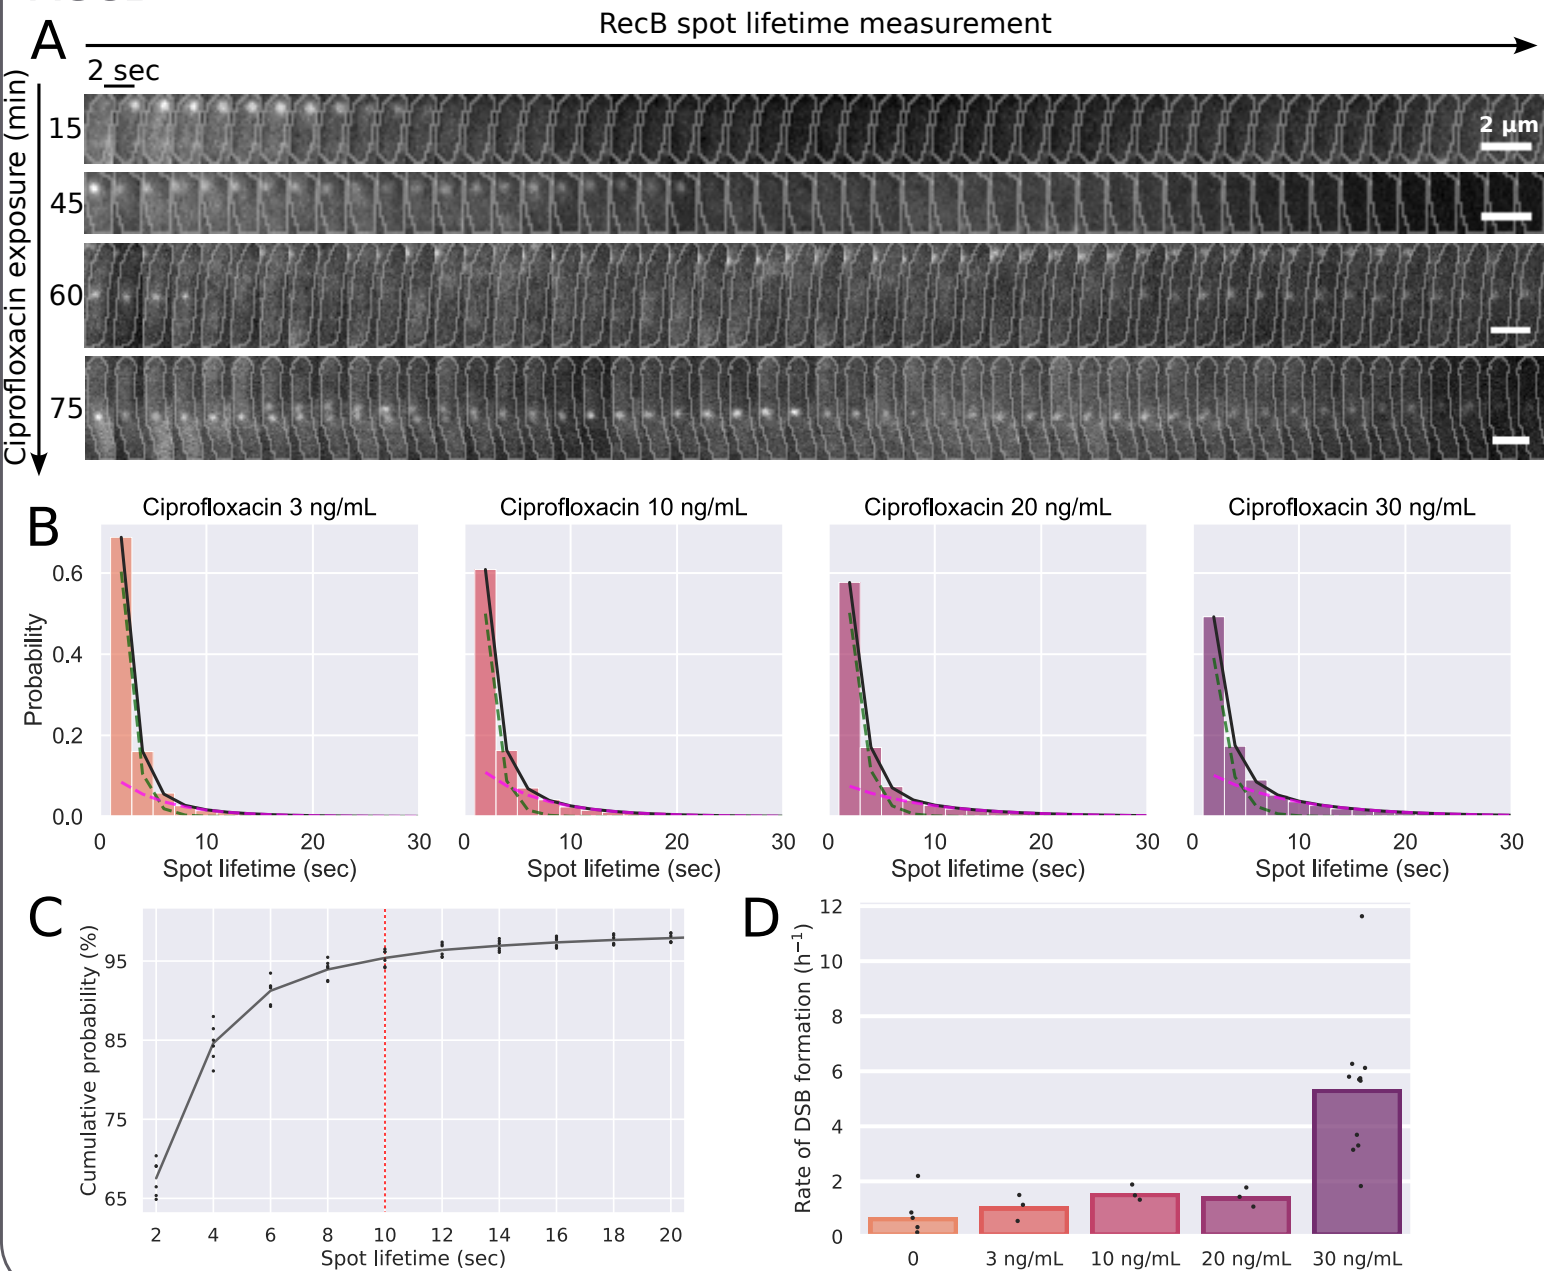 A
RecB spot lifetime measurement
2 sec
Ciprofloxacin exposure (min)
15
2 μm
45
60
75
B
Ciprofloxacin 3 ng/mL
Ciprofloxacin 10 ng/mL
Ciprofloxacin 20 ng/mL
Ciprofloxacin 30 ng/mL
Probability
0.6
0.4
0.2
0.0
0 10 20 30
0 10 20 30
0 10 20 30
0 10 20 30
Spot lifetime (sec)
Spot lifetime (sec)
Spot lifetime (sec)
Spot lifetime (sec)
C
Cumulative probability (%)
95
85
75
65
2 4 6 8 10 12 14 16 18 20
Spot lifetime (sec)
D
Rate of DSB formation (h⁻¹)
12
10
8
6
4
2
0
0 3 ng/mL 10 ng/mL 20 ng/mL 30 ng/mL